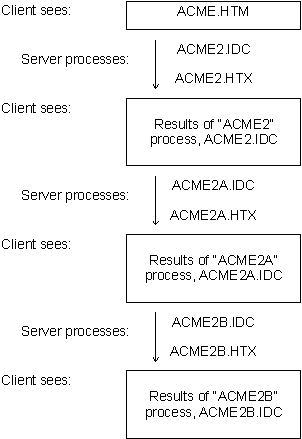 Client sees:
ACME.HTM
Server processes:
ACME2.IDC
ACME2.HTX
Client sees:
Results of "ACME2"
process, ACME2.IDC
Server processes:
ACME2A.IDC
ACME2A.HTX
Client sees:
Results of "ACME2A"
process, ACME2A.IDC
Server processes:
ACME2B.IDC
ACME2B.HTX
Client sees:
Results of "ACME2B"
process, ACME2B.IDC